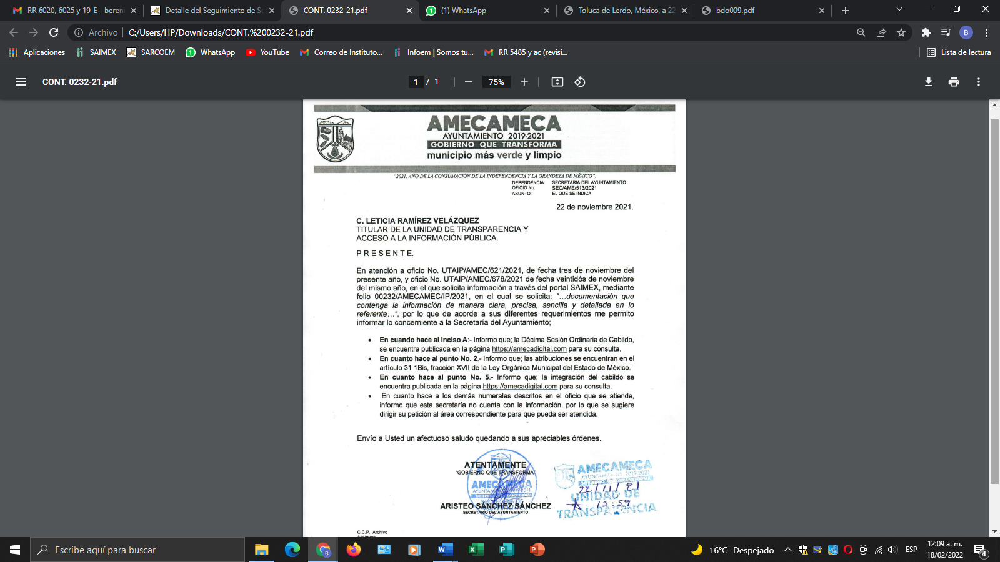 RR 6020, 6025 y 19_E - bereni
Detalle del Seguimiento de So
CONT. 0232-21.pdf
(1) WhatsApp
Toluca de Lerdo, México, a 22
bdo009.pdf
Archivo
C:/Users/HP/Downloads/CONT.%200232-21.pdf
B
Aplicaciones
SAIMEX
SARCOEM
WhatsApp
YouTube
Correo de Instituto...
Infoem | Somos tu...
RR 5485 y ac (revisi...
Lista de lectura
CONT. 0232-21.pdf
1 / 1
75%
AMECAMECA
AYUNTAMIENTO 2019-2021
GOBIERNO QUE TRANSFORMA
municipio más verde y limpio
"2021. AÑO DE LA CONSUMACIÓN DE LA INDEPENDENCIA Y LA GRANDEZA DE MÉXICO".
DEPENDENCIA: SECRETARIA DEL AYUNTAMIENTO
OFICIO No. SEC/AME/513/2021
ASUNTO: EL QUE SE INDICA
22 de noviembre 2021.
C. LETICIA RAMÍREZ VELÁZQUEZ
TITULAR DE LA UNIDAD DE TRANSPARENCIA Y
ACCESO A LA INFORMACIÓN PÚBLICA.
P R E S E N T E.
En atención a oficio No. UTAIP/AMEC/621/2021, de fecha tres de noviembre del
presente año, y oficio No. UTAIP/AMEC/678/2021 de fecha veintidós de noviembre
del mismo año, en el que solicita información a través del portal SAIMEX, mediante
folio 00232/AMECAMEC/IP/2021, en el cual se solicita: "...documentación que
contenga la información de manera clara, precisa, sencilla y detallada en lo
referente...", por lo que de acorde a sus diferentes requerimientos me permito
informar lo concerniente a la Secretaría del Ayuntamiento;
• En cuando hace al inciso A:- Informo que; la Décima Sesión Ordinaria de Cabildo,
se encuentra publicada en la página https://amecadigital.com para su consulta.
• En cuanto hace al punto No. 2.- Informo que; las atribuciones se encuentran en el
artículo 31 1Bis, fracción XVII de la Ley Orgánica Municipal del Estado de México.
• En cuanto hace al punto No. 5.- Informo que; la integración del cabildo se
encuentra publicada en la página https://amecadigital.com para su consulta.
• En cuanto hace a los demás numerales descritos en el oficio que se atiende,
informo que esta secretaría no cuenta con la información, por lo que se sugiere
dirigir su petición al área correspondiente para que pueda ser atendida.
Envío a Usted un afectuoso saludo quedando a sus apreciables órdenes.
ATENTAMENTE
"GOBIERNO QUE TRANSFORMA"
AMECAMECA
AYUNTAMIENTO 2019-2021
GOBIERNO QUE TRANSFORMA
SECRETARIA DE
ARISTEO SÁNCHEZ SÁNCHEZ
SECRETARIO DEL AYUNTAMIENTO
AMECAMECA
AYUNTAMIENTO 2019-2021
GOBIERNO QUE TRANSFORMA
22/11/21
UNIDAD DE
13:59
TRANSPARENCIA
C.C.P. Archivo
Escribe aquí para buscar
16°C Despejado
ESP
12:09 a. m.
18/02/2022
4